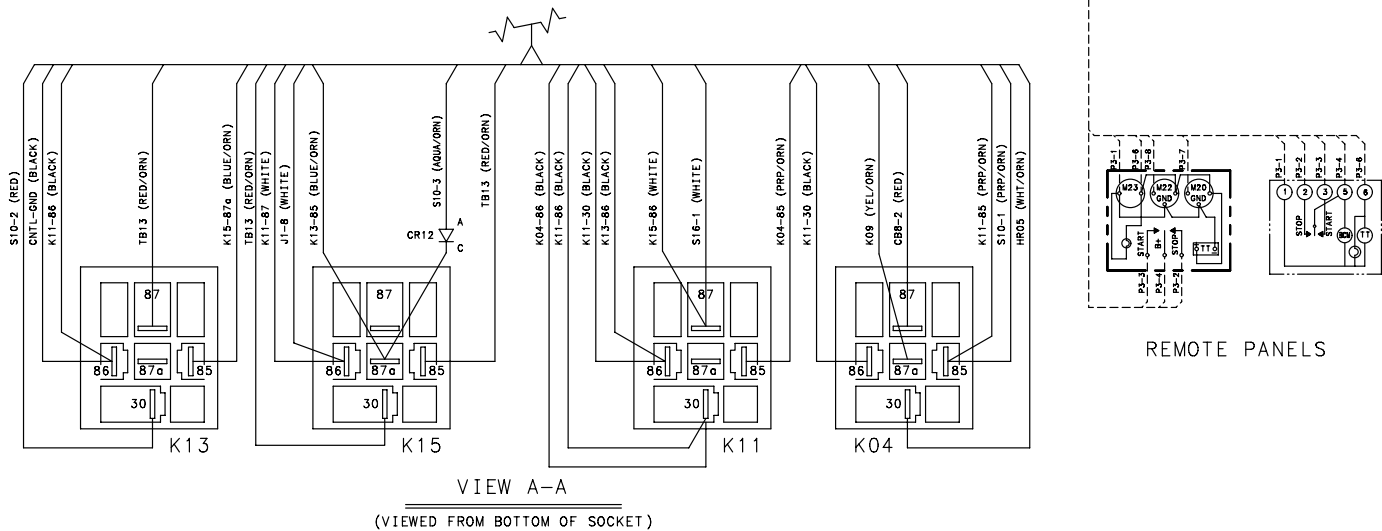 S10-2 (RED)
CNTL-GND (BLACK)
K11-86 (BLACK)
TB13 (RED/ORN)
K15-87a (BLUE/ORN)
TB13 (RED/ORN)
K11-87 (WHITE)
J1-8 (WHITE)
K13-85 (BLUE/ORN)
S10-3 (AQUA/ORN)
TB13 (RED/ORN)
K04-86 (BLACK)
K11-86 (BLACK)
K11-30 (BLACK)
K13-86 (BLACK)
K15-86 (WHITE)
S16-1 (WHITE)
K04-85 (PRP/ORN)
K11-30 (BLACK)
K09 (YEL/ORN)
CB8-2 (RED)
K11-85 (PRP/ORN)
S10-1 (PRP/ORN)
HR05 (WHT/ORN)
CR12
A
C
87
86
87a
85
30
K13
87
86
87a
85
30
K15
87
86
87a
85
30
K11
87
86
87a
85
30
K04
VIEW A-A
(VIEWED FROM BOTTOM OF SOCKET)
P3-1
P3-6
P3-8
P3-7
M23
M22
GND
M20
GND
START
B+
STOP
TT
P3-3
P3-4
P3-2
P3-1
P3-2
P3-3
P3-4
P3-6
1
2
3
5
6
STOP
START
TT
REMOTE PANELS